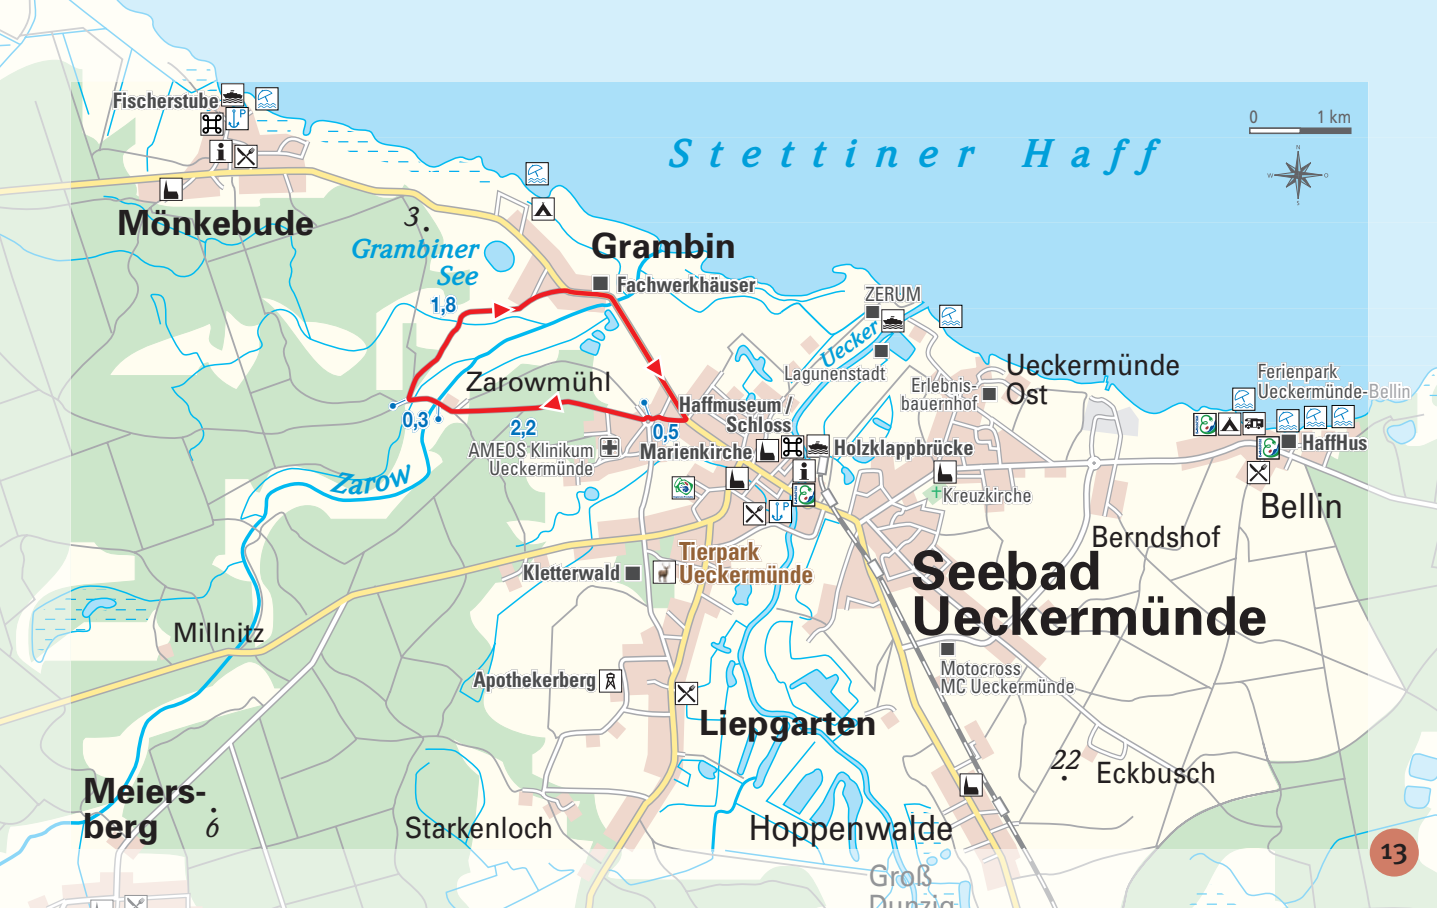 Fischerstube
P
i
Mönkebude
3
Grambiner
See
Stettiner Haff
0 1 km
N
W O
S
Grambin
Fachwerkhäuser
1,8
ZERUM
Uecker
Lagunenstadt
Zarowmühl
0,3
2,2
0,5
Haffmuseum /
Schloss
Marienkirche
Holzklappbrücke
AMEOS Klinikum
Ueckermünde
Erlebnis-
bauernhof
Ueckermünde
Ost
Ferienpark
Ueckermünde-Bellin
HaffHus
Bellin
Kreuzkirche
i
P
Zarow
Berndshof
Tierpark
Ueckermünde
Kletterwald
Seebad
Ueckermünde
Millnitz
Motocross
MC Ueckermünde
Apothekerberg
Liepgarten
22
Eckbusch
Meiers-
berg
6
Starkenloch
Hoppenwalde
13
Groß
Dunzig